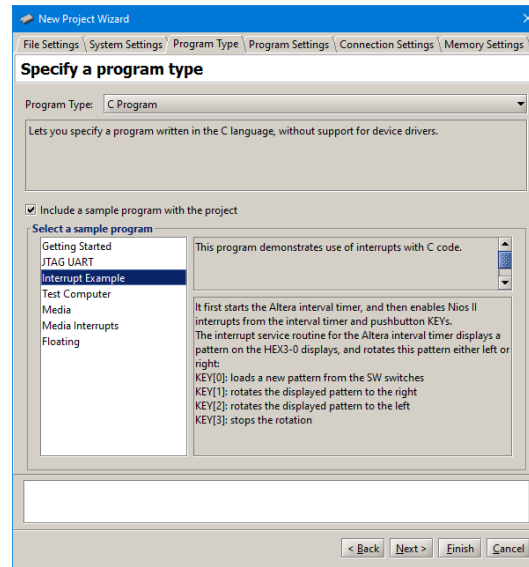 New Project Wizard
File Settings System Settings Program Type Program Settings Connection Settings Memory Settings
Specify a program type
Program Type: C Program
Lets you specify a program written in the C language, without support for device drivers.
Include a sample program with the project
Select a sample program
Getting Started
JTAG UART
Interrupt Example
Test Computer
Media
Media Interrupts
Floating
This program demonstrates use of interrupts with C code.
It first starts the Altera interval timer, and then enables Nios II
interrupts from the interval timer and pushbutton KEYs.
The interrupt service routine for the Altera interval timer displays a
pattern on the HEX3-0 displays, and rotates this pattern either left or
right:
KEY[0]: loads a new pattern from the SW switches
KEY[1]: rotates the displayed pattern to the right
KEY[2]: rotates the displayed pattern to the left
KEY[3]: stops the rotation
< Back Next > Finish Cancel